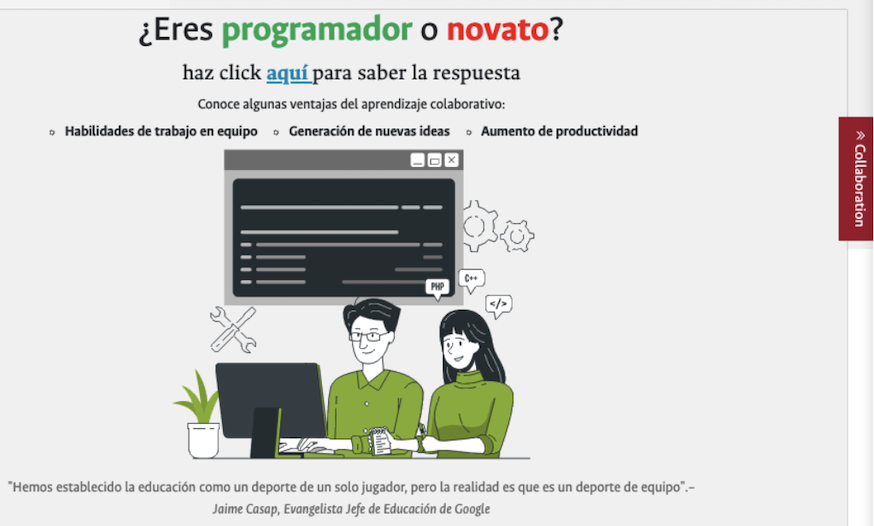 ¿Eres programador o novato?
haz click aquí para saber la respuesta
Conoce algunas ventajas del aprendizaje colaborativo:
Habilidades de trabajo en equipo
Generación de nuevas ideas
Aumento de productividad
Collaboration
PHP
C++
</>
"Hemos establecido la educación como un deporte de un solo jugador, pero la realidad es que es un deporte de equipo".–
Jaime Casap, Evangelista Jefe de Educación de Google